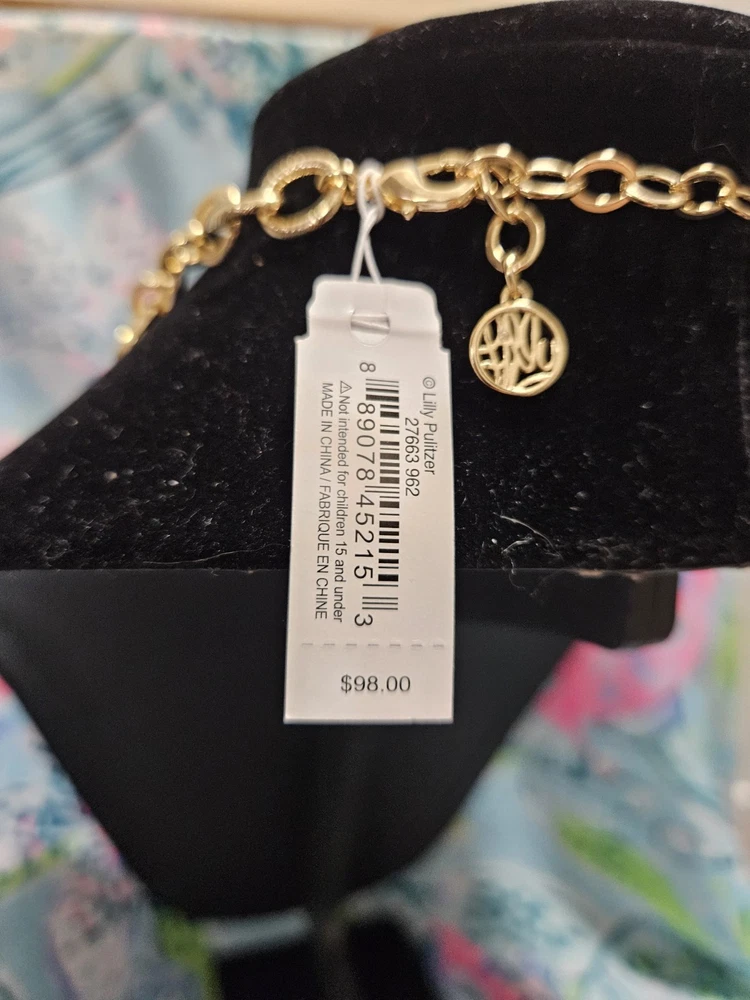 © Lilly Pulitzer
27663 962
8 89078 45215 3
⚠Not intended for children 15 and under
MADE IN CHINA / FABRIQUE EN CHINE
$98.00
Lilly